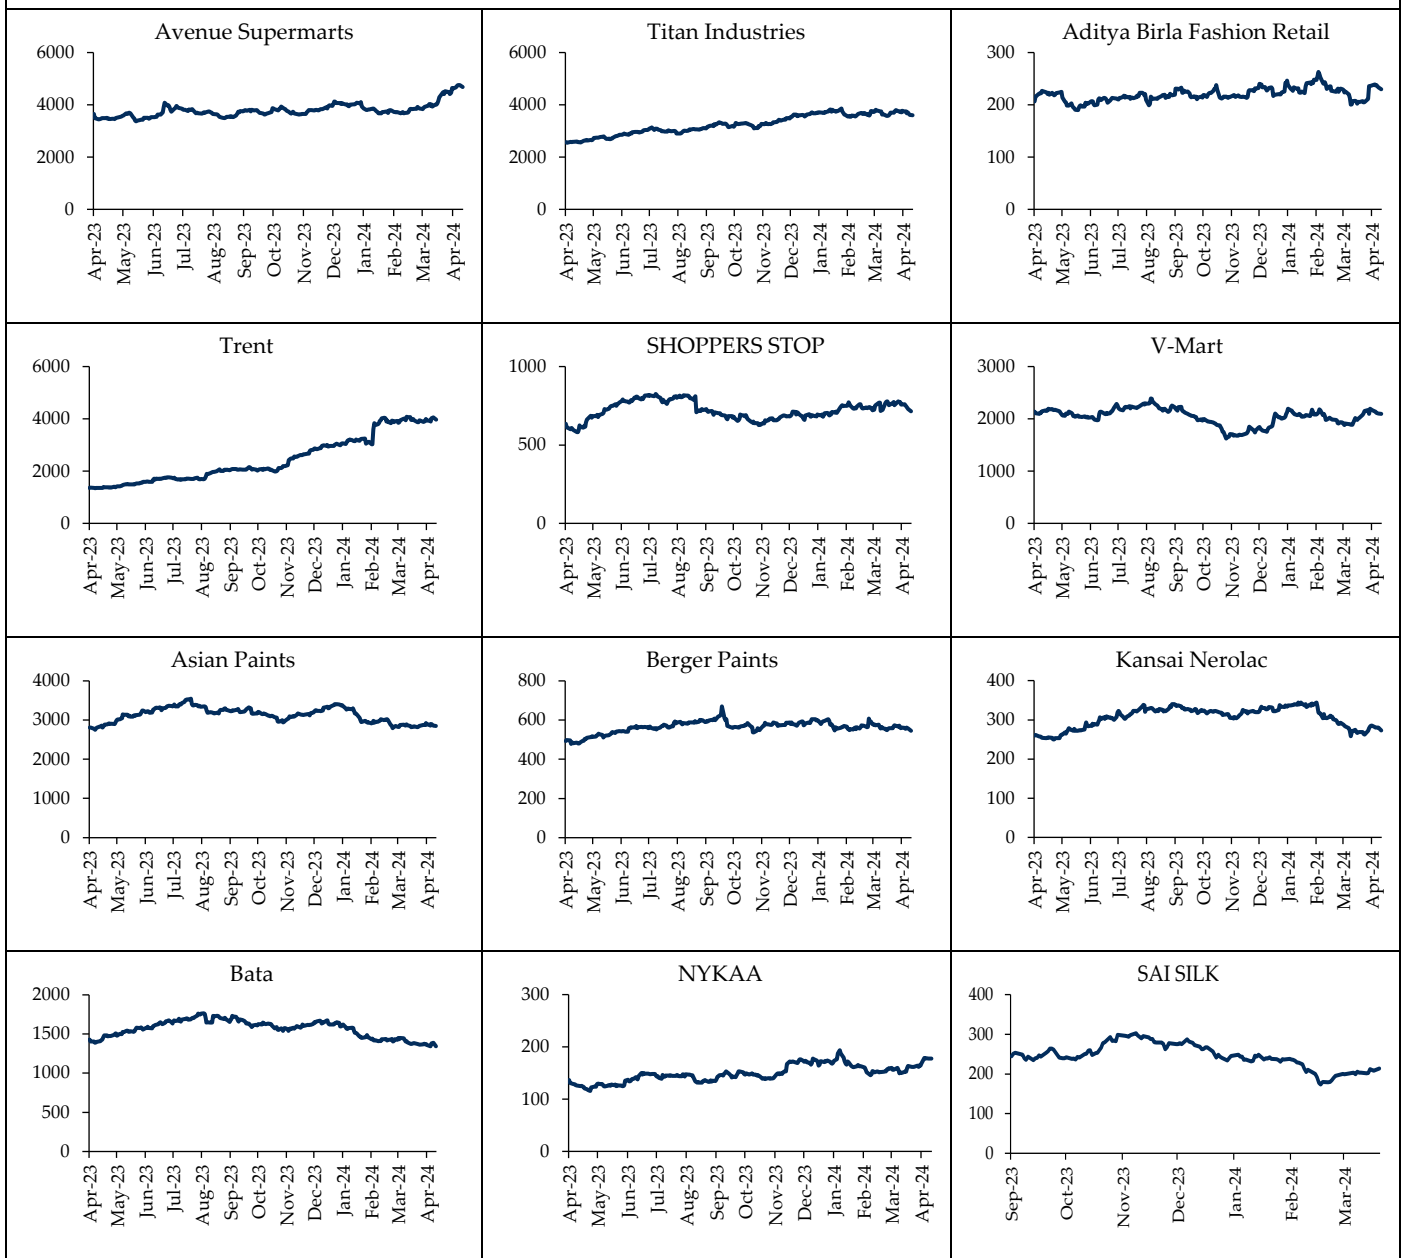 Avenue Supermarts
6000
4000
2000
0
Apr-23
May-23
Jun-23
Jul-23
Aug-23
Sep-23
Oct-23
Nov-23
Dec-23
Jan-24
Feb-24
Mar-24
Apr-24
Titan Industries
6000
4000
2000
0
Apr-23
May-23
Jun-23
Jul-23
Aug-23
Sep-23
Oct-23
Nov-23
Dec-23
Jan-24
Feb-24
Mar-24
Apr-24
Aditya Birla Fashion Retail
300
200
100
0
Apr-23
May-23
Jun-23
Jul-23
Aug-23
Sep-23
Oct-23
Nov-23
Dec-23
Jan-24
Feb-24
Mar-24
Apr-24
Trent
6000
4000
2000
0
Apr-23
May-23
Jun-23
Jul-23
Aug-23
Sep-23
Oct-23
Nov-23
Dec-23
Jan-24
Feb-24
Mar-24
Apr-24
SHOPPERS STOP
1000
500
0
Apr-23
May-23
Jun-23
Jul-23
Aug-23
Sep-23
Oct-23
Nov-23
Dec-23
Jan-24
Feb-24
Mar-24
Apr-24
V-Mart
3000
2000
1000
0
Apr-23
May-23
Jun-23
Jul-23
Aug-23
Sep-23
Oct-23
Nov-23
Dec-23
Jan-24
Feb-24
Mar-24
Apr-24
Asian Paints
4000
3000
2000
1000
0
Apr-23
May-23
Jun-23
Jul-23
Aug-23
Sep-23
Oct-23
Nov-23
Dec-23
Jan-24
Feb-24
Mar-24
Apr-24
Berger Paints
800
600
400
200
0
Apr-23
May-23
Jun-23
Jul-23
Aug-23
Sep-23
Oct-23
Nov-23
Dec-23
Jan-24
Feb-24
Mar-24
Apr-24
Kansai Nerolac
400
300
200
100
0
Apr-23
May-23
Jun-23
Jul-23
Aug-23
Sep-23
Oct-23
Nov-23
Dec-23
Jan-24
Feb-24
Mar-24
Apr-24
Bata
2000
1500
1000
500
0
Apr-23
May-23
Jun-23
Jul-23
Aug-23
Sep-23
Oct-23
Nov-23
Dec-23
Jan-24
Feb-24
Mar-24
Apr-24
NYKAA
300
200
100
0
Apr-23
May-23
Jun-23
Jul-23
Aug-23
Sep-23
Oct-23
Nov-23
Dec-23
Jan-24
Feb-24
Mar-24
Apr-24
SAI SILK
400
300
200
100
0
Sep-23
Oct-23
Nov-23
Dec-23
Jan-24
Feb-24
Mar-24